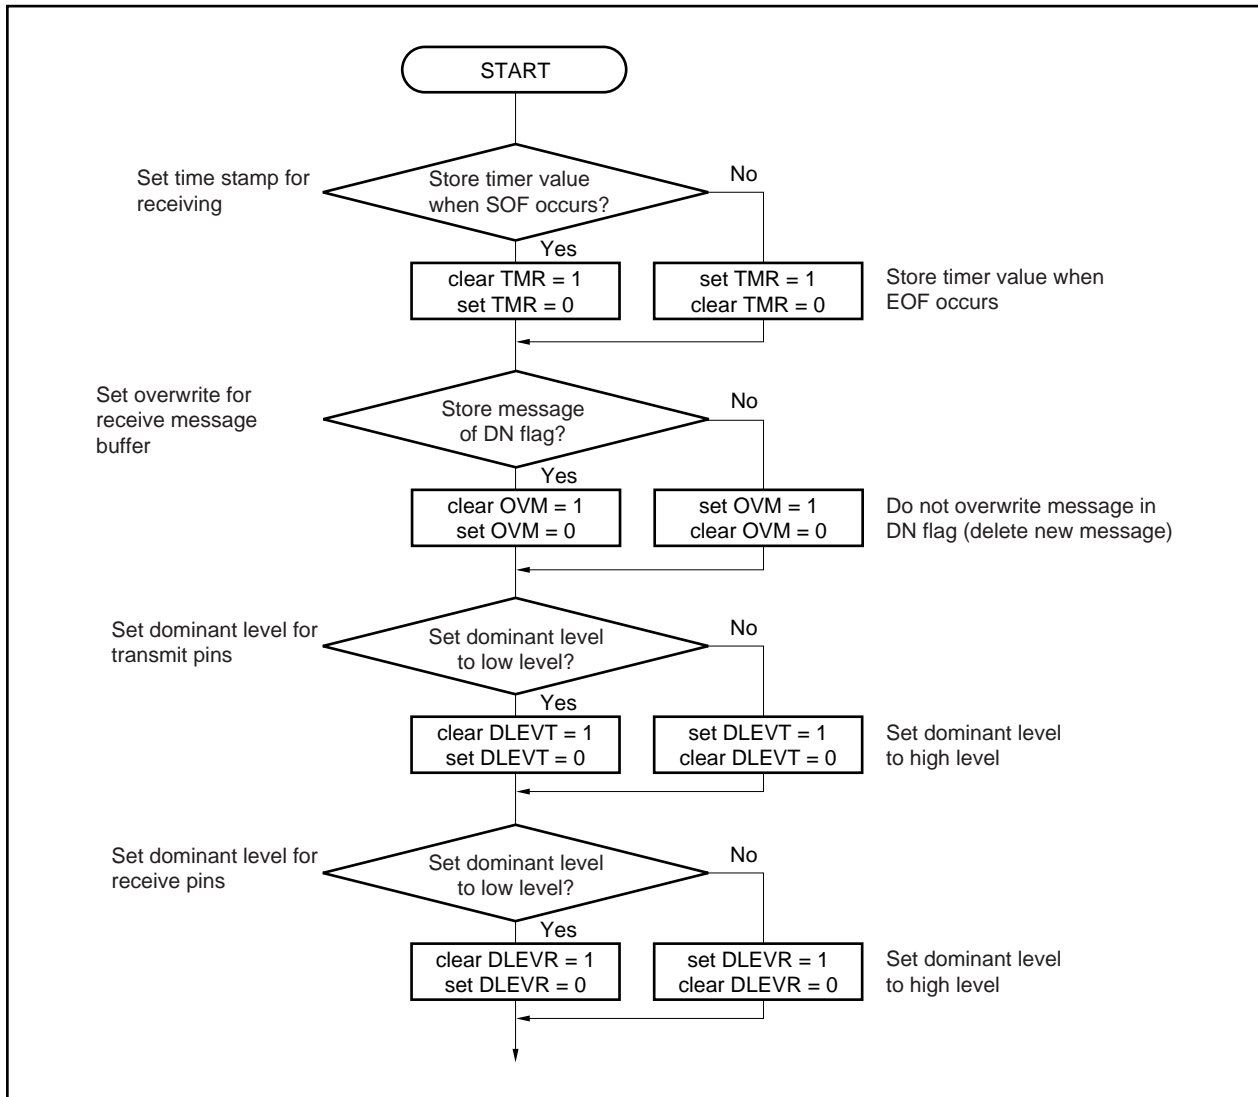 START
Set time stamp for
receiving
Store timer value
when SOF occurs?
No
Yes
clear TMR = 1
set TMR = 0
set TMR = 1
clear TMR = 0
Store timer value when
EOF occurs
Set overwrite for
receive message
buffer
Store message
of DN flag?
No
Yes
clear OVM = 1
set OVM = 0
set OVM = 1
clear OVM = 0
Do not overwrite message in
DN flag (delete new message)
Set dominant level for
transmit pins
Set dominant level
to low level?
No
Yes
clear DLEVT = 1
set DLEVT = 0
set DLEVT = 1
clear DLEVT = 0
Set dominant level
to high level
Set dominant level for
receive pins
Set dominant level
to low level?
No
Yes
clear DLEVR = 1
set DLEVR = 0
set DLEVR = 1
clear DLEVR = 0
Set dominant level
to high level